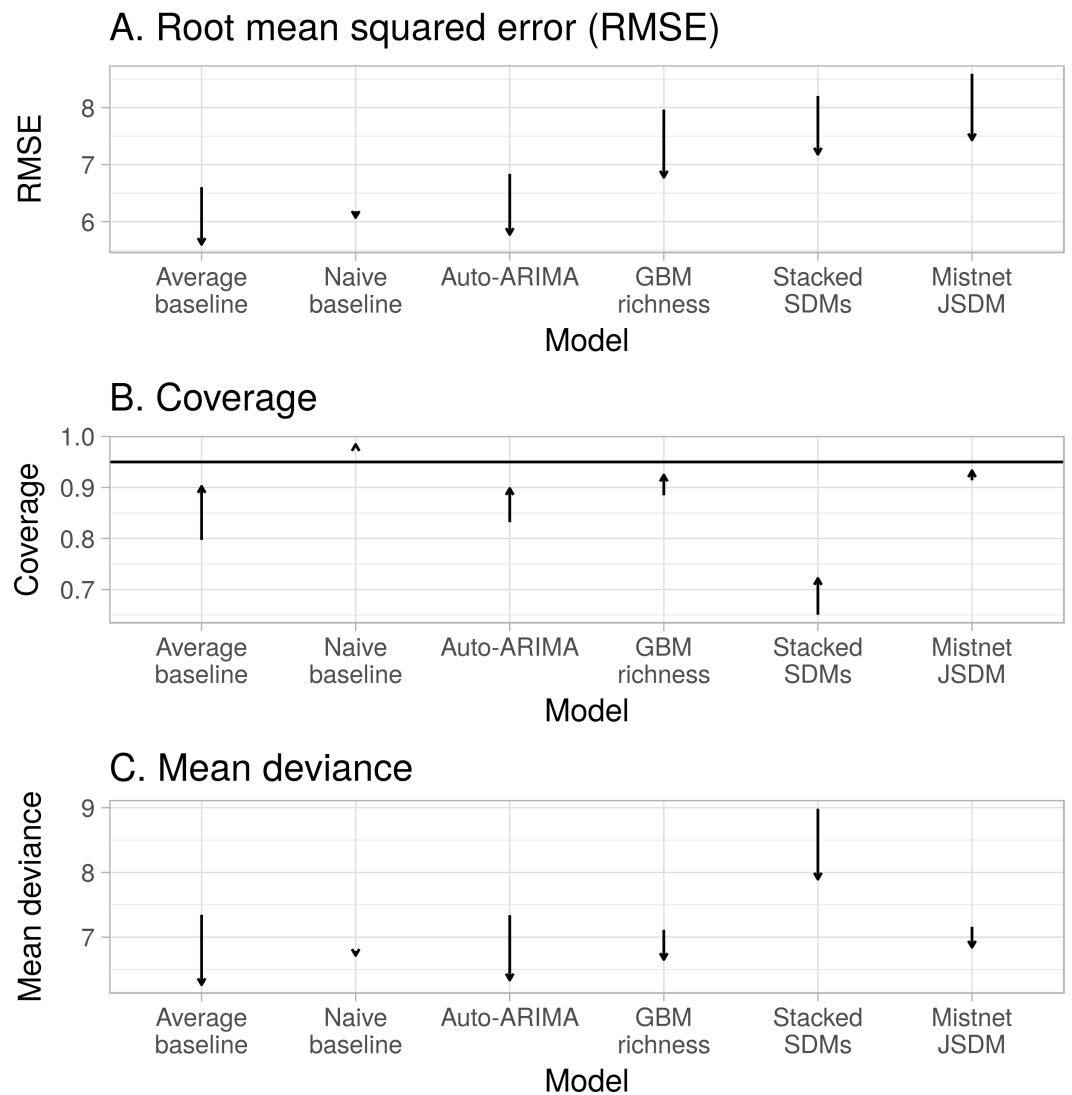 A. Root mean squared error (RMSE)
RMSE
8
7
6
Average baseline
Naive baseline
Auto-ARIMA
GBM richness
Stacked SDMs
Mistnet JSDM
Model
B. Coverage
Coverage
1.0
0.9
0.8
0.7
Average baseline
Naive baseline
Auto-ARIMA
GBM richness
Stacked SDMs
Mistnet JSDM
Model
C. Mean deviance
Mean deviance
9
8
7
Average baseline
Naive baseline
Auto-ARIMA
GBM richness
Stacked SDMs
Mistnet JSDM
Model